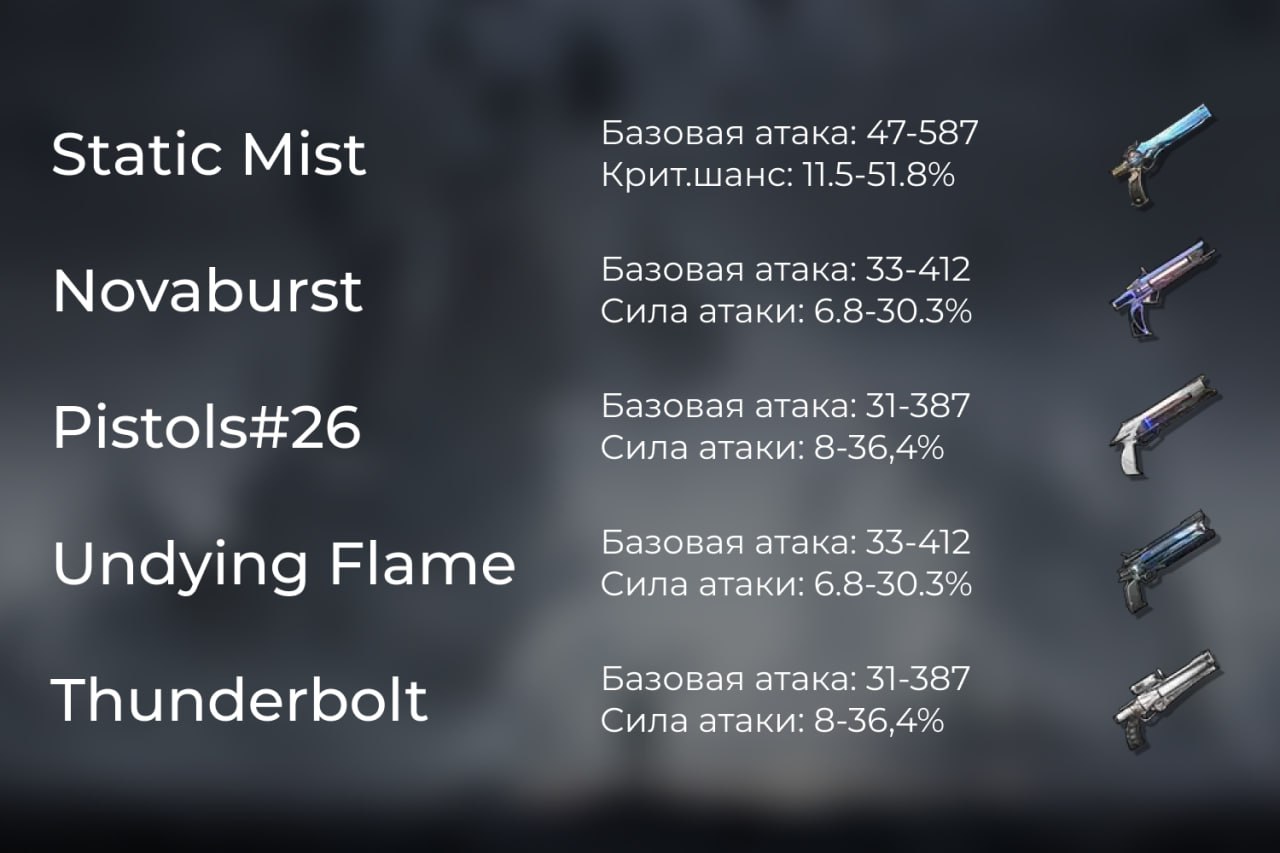 Static Mist
Базовая атака: 47-587
Крит.шанс: 11.5-51.8%
Novaburst
Базовая атака: 33-412
Сила атаки: 6.8-30.3%
Pistols#26
Базовая атака: 31-387
Сила атаки: 8-36,4%
Undying Flame
Базовая атака: 33-412
Сила атаки: 6.8-30.3%
Thunderbolt
Базовая атака: 31-387
Сила атаки: 8-36,4%